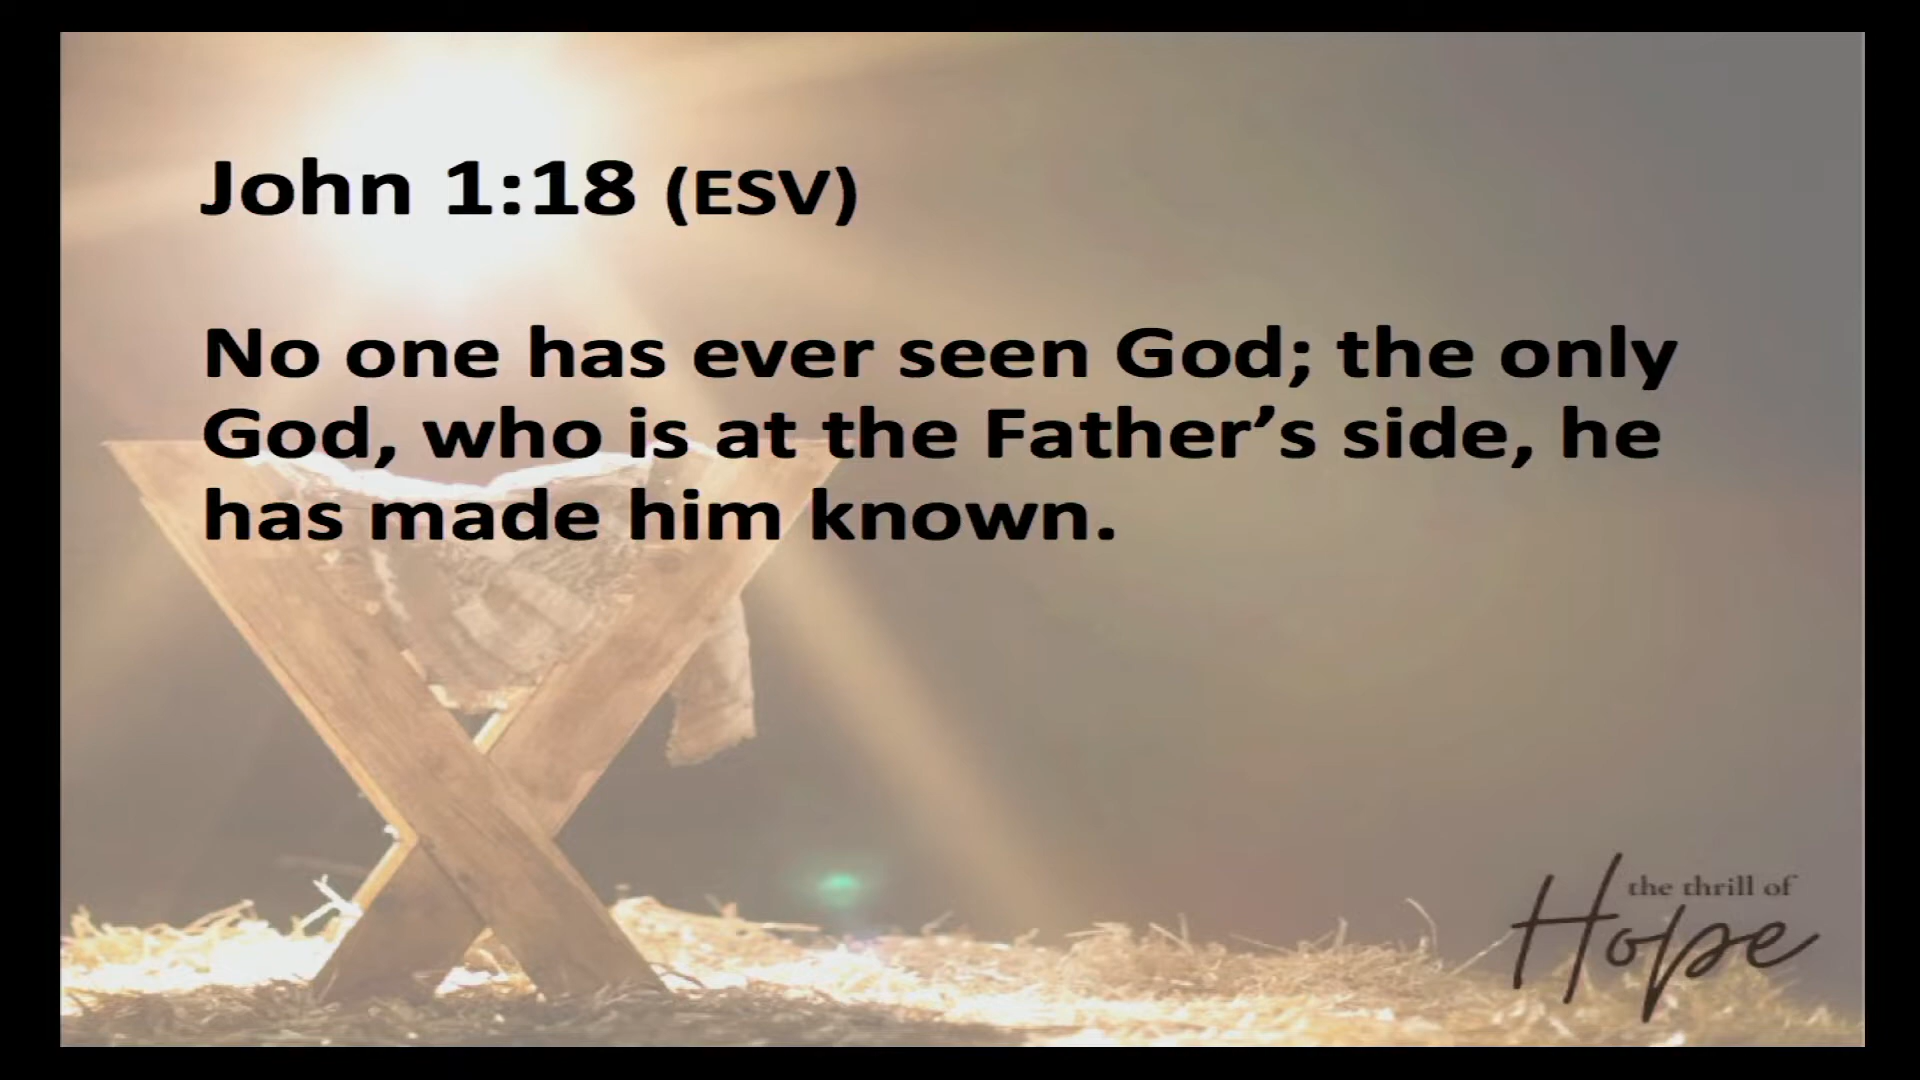 John 1:18 (ESV)
No one has ever seen God; the only
God, who is at the Father’s side, he
has made him known.
the thrill of
Hope